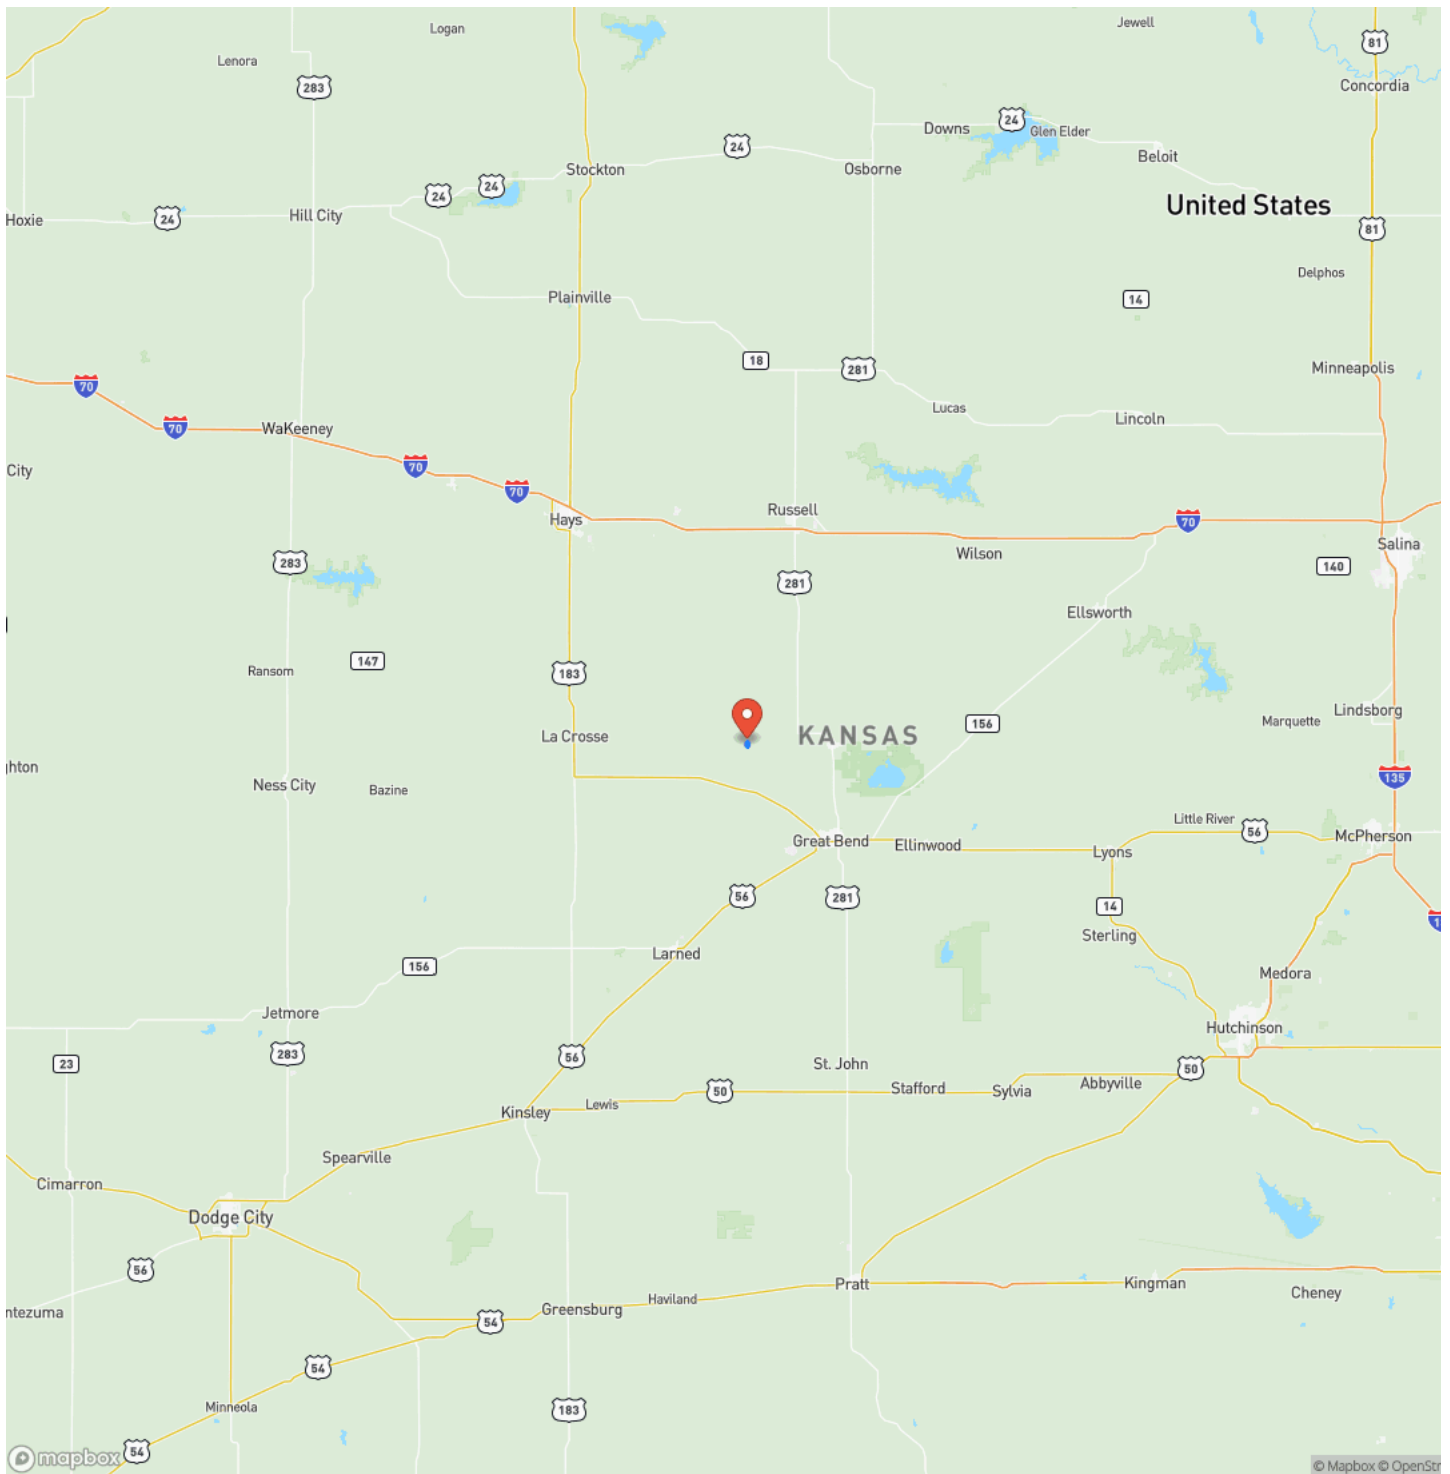 Logan
Jewell
81
Lenora
283
Concordia
24
Downs
Glen Elder
24
Beloit
Stockton
Osborne
24
24
United States
Hoxie
24
Hill City
81
Delphos
Plainville
14
18
281
Minneapolis
70
Lucas
Lincoln
70
WaKeeney
City
70
70
Russell
Hays
70
Wilson
Salina
283
140
281
Ellsworth
Ransom
147
183
Lindsborg
Marquette
156
La Crosse
KANSAS
ghton
135
Ness City
Bazine
Little River
56
McPherson
Great Bend
Ellinwood
Lyons
56
281
14
1
Sterling
Larned
156
Medora
Jetmore
Hutchinson
283
56
23
St. John
50
Abbyville
50
Stafford
Sylvia
Lewis
Kinsley
Spearville
Cimarron
Dodge City
56
Pratt
Kingman
Cheney
Haviland
Greensburg
ntezuma
54
54
Minneola
183
54
mapbox
© Mapbox © OpenStr